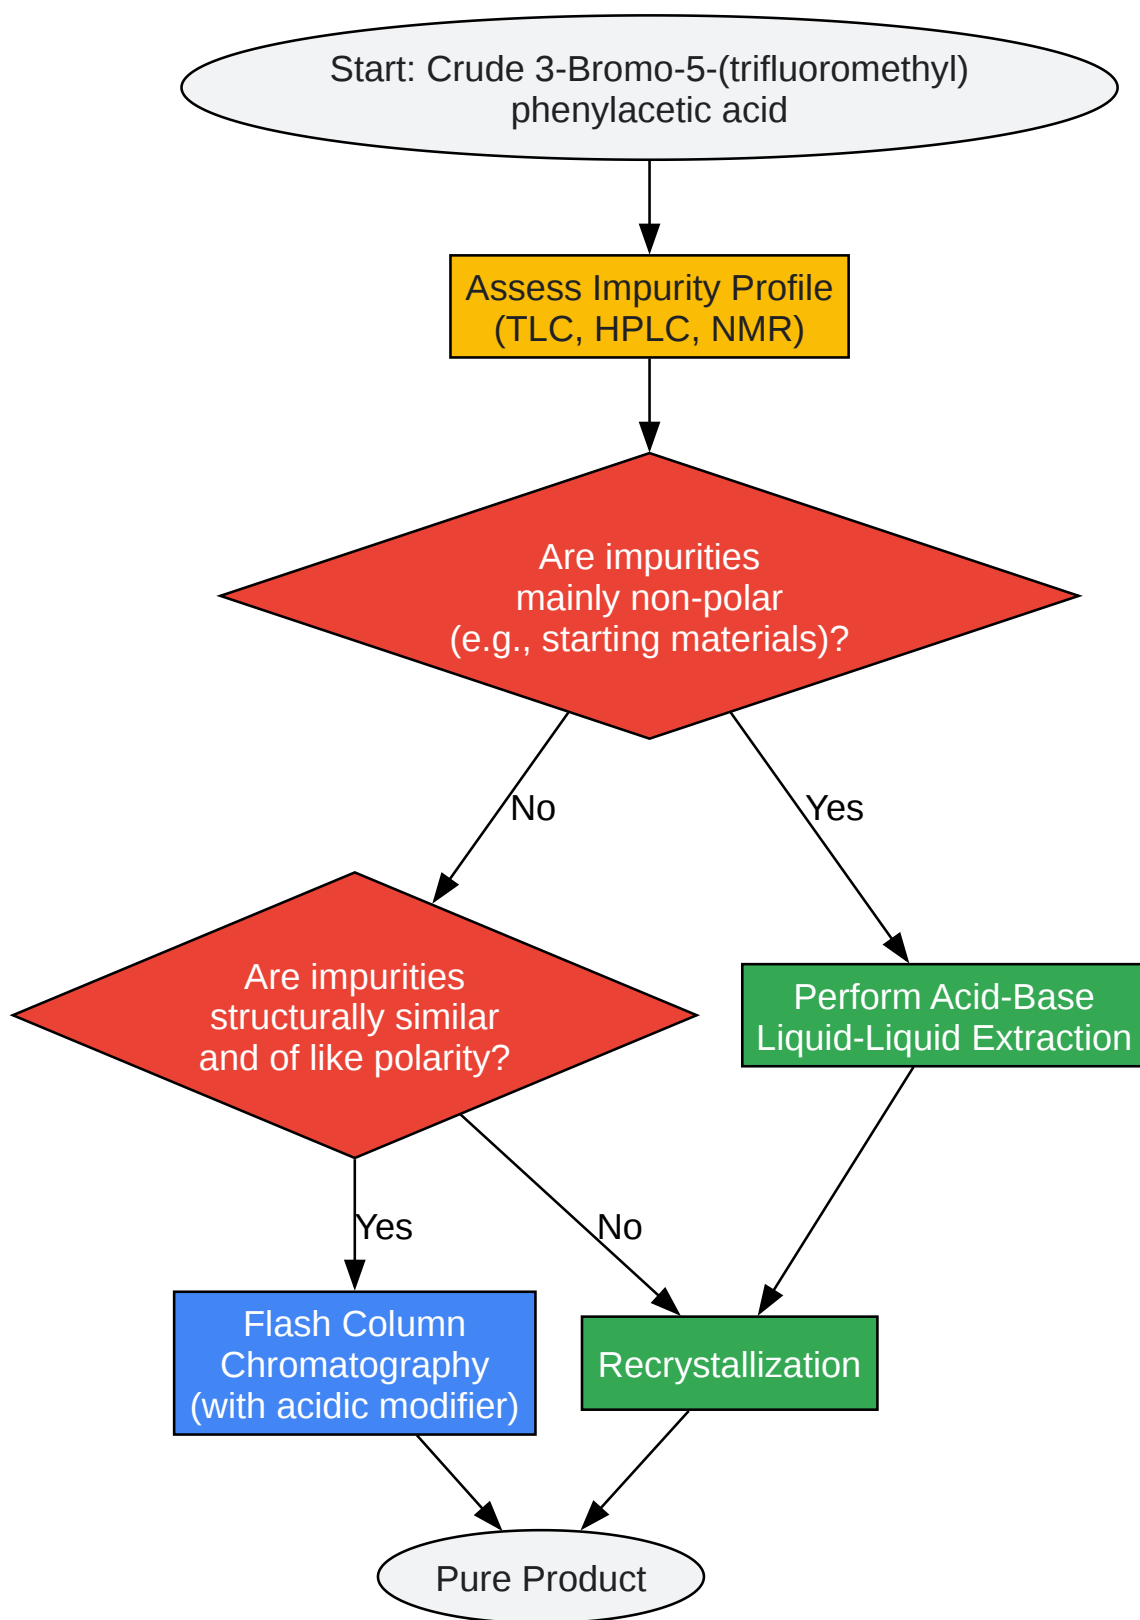 Start: Crude 3-Bromo-5-(trifluoromethyl)
phenylacetic acid
Assess Impurity Profile
(TLC, HPLC, NMR)
Are impurities
mainly non-polar
(e.g., starting materials)?
No
Yes
Are impurities
structurally similar
and of like polarity?
Perform Acid-Base
Liquid-Liquid Extraction
Yes
No
Flash Column
Chromatography
(with acidic modifier)
Recrystallization
Pure Product